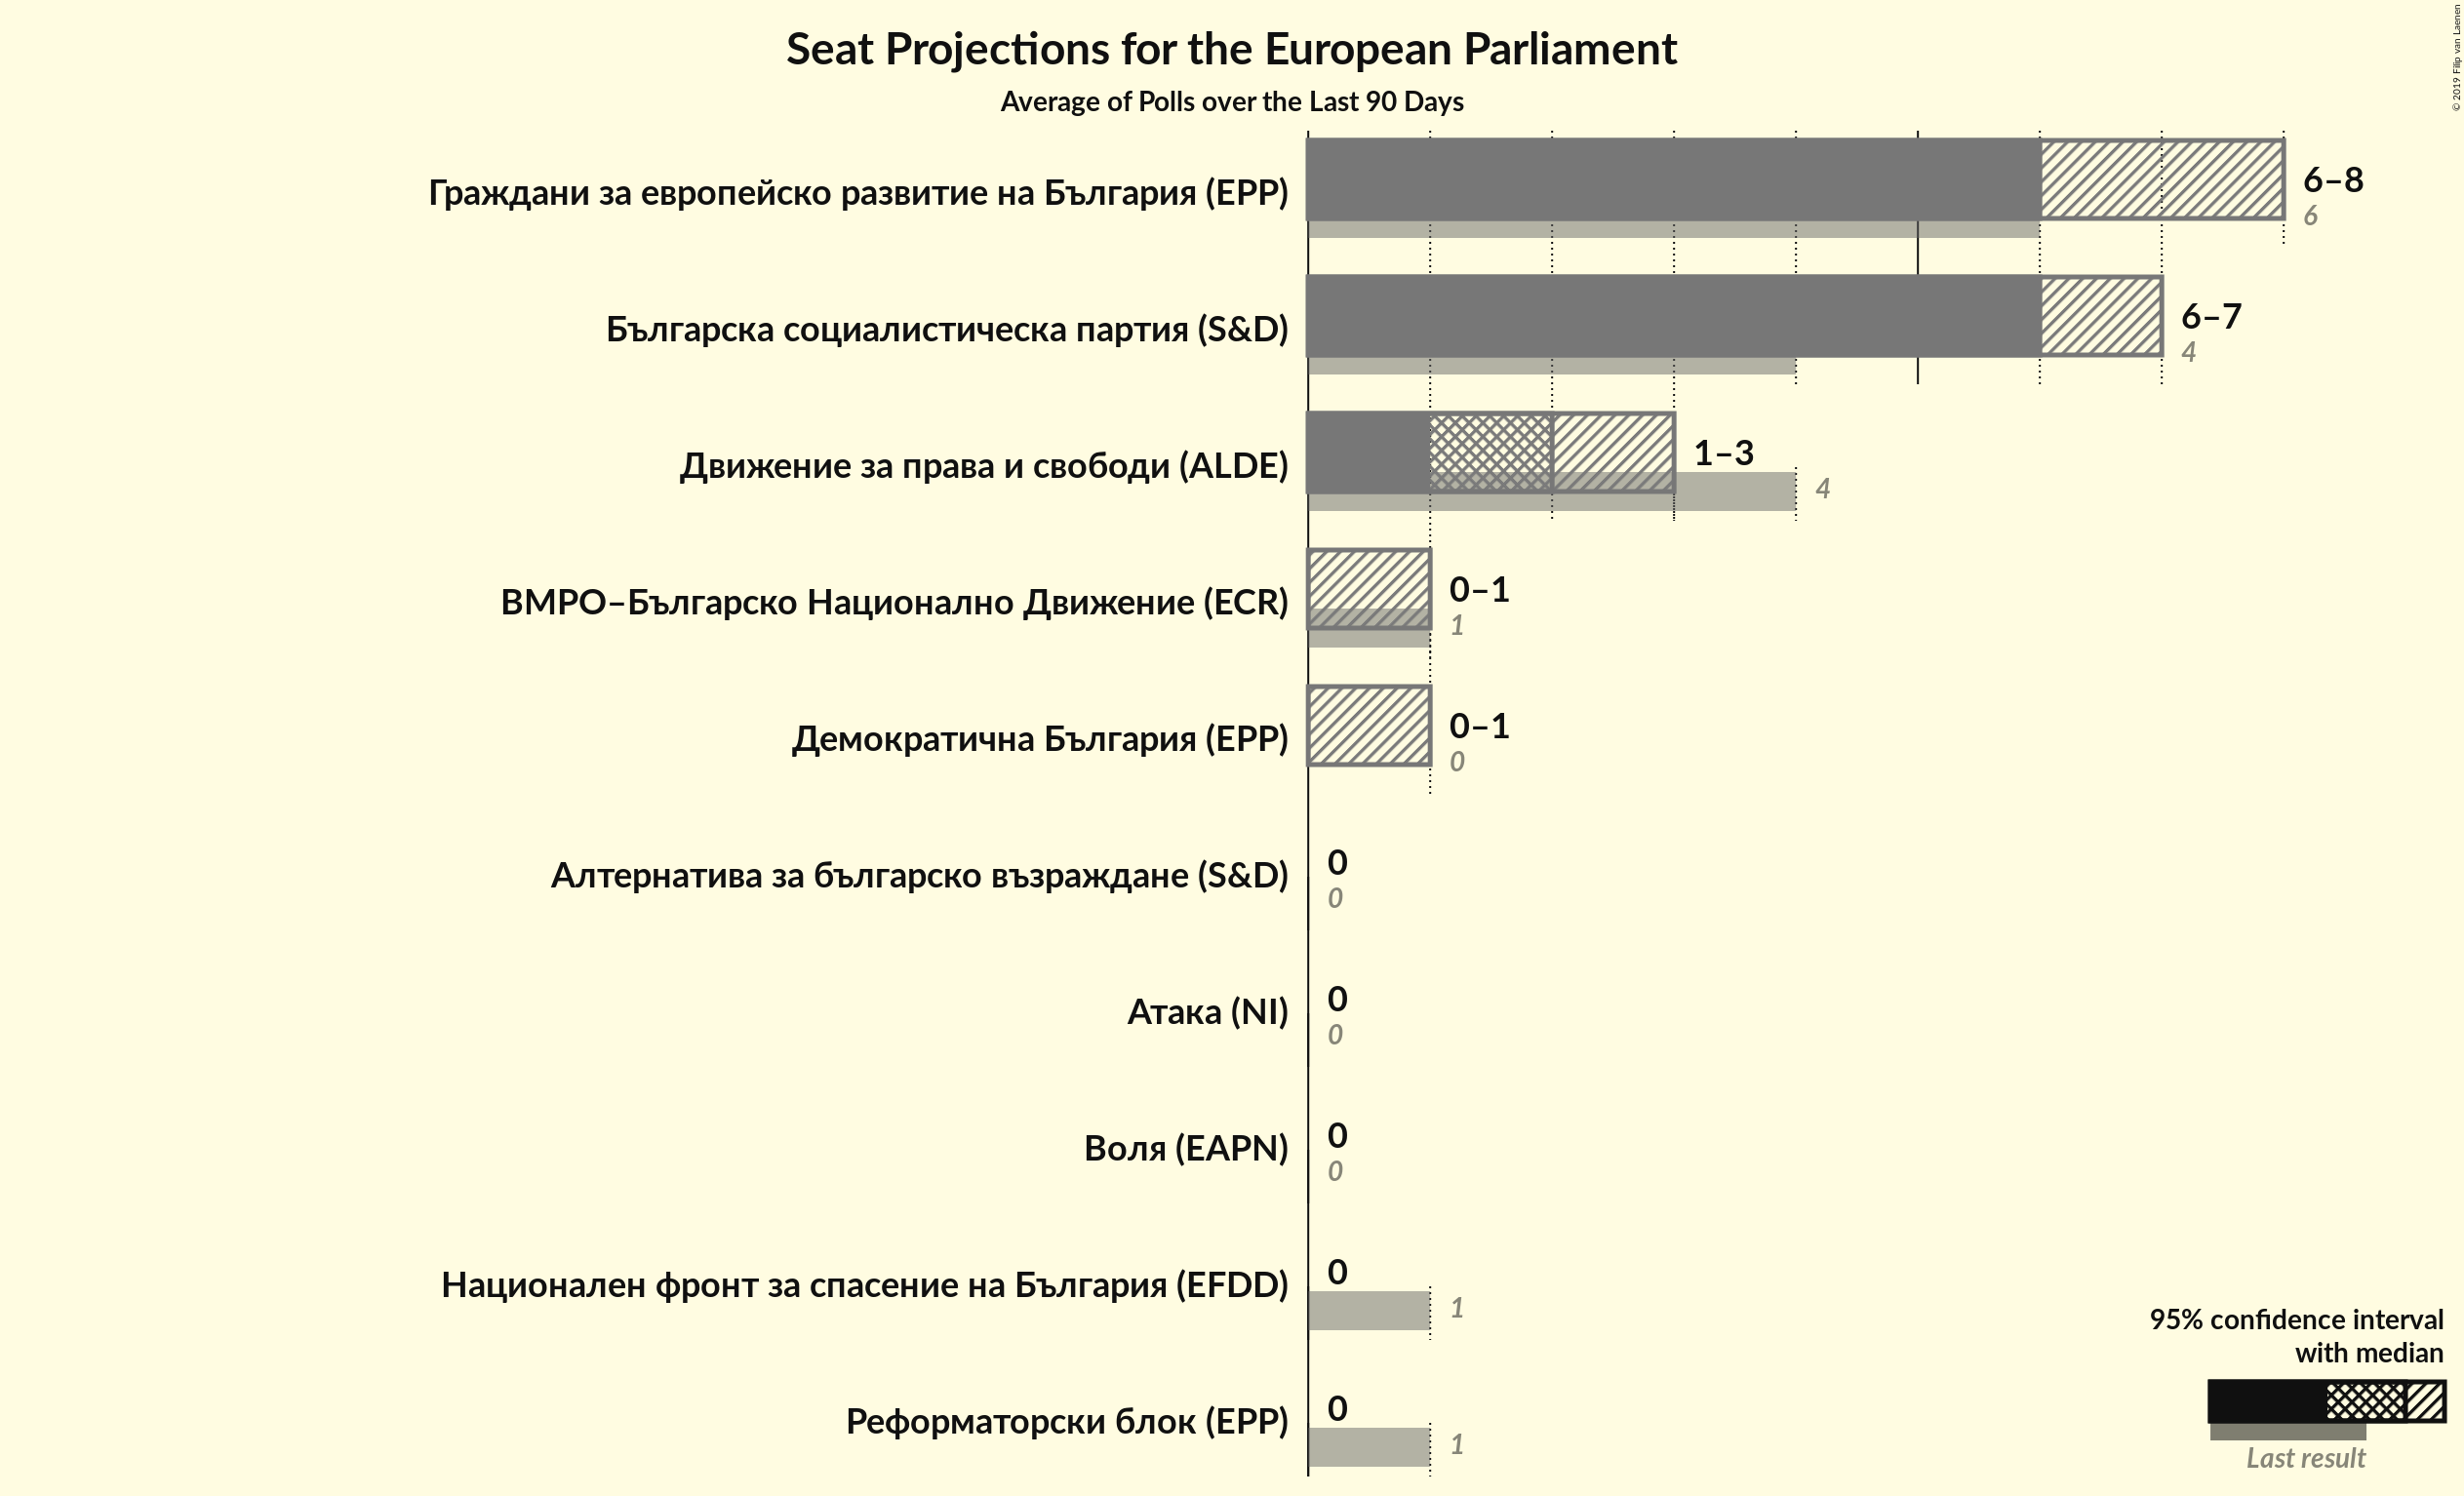 Seat Projections for the European Parliament
Average of Polls over the Last 90 Days
© 2019 Filip van Laenen
Граждани за европейско развитие на България (EPP)
6–8
6
Българска социалистическа партия (S&D)
6–7
4
Движение за права и свободи (ALDE)
1–3
4
ВМРО–Българско Национално Движение (ECR)
0–1
1
Демократична България (EPP)
0–1
0
Алтернатива за българско възраждане (S&D)
0
0
Атака (NI)
0
0
Воля (EAPN)
0
0
Национален фронт за спасение на България (EFDD)
0
1
Реформаторски блок (EPP)
0
1
95% confidence interval
with median
Last result